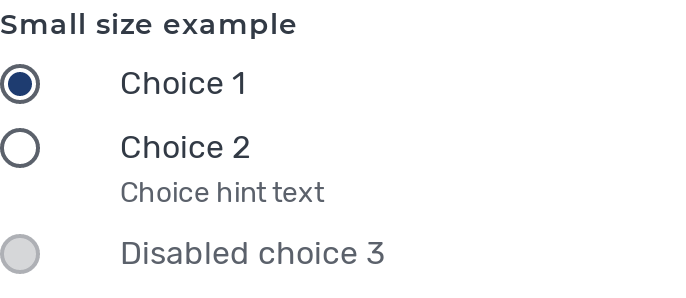 Small size example
Choice 1
Choice 2
Choice hint text
Disabled choice 3